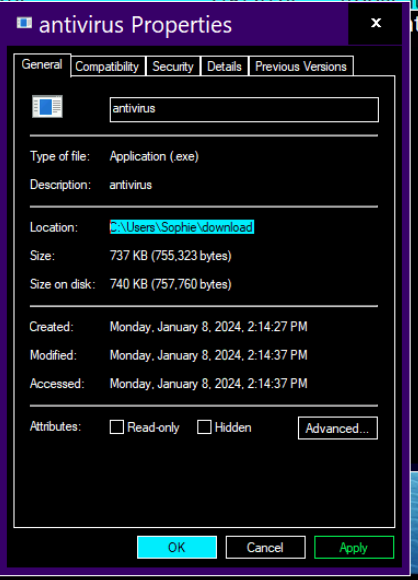 antivirus Properties
x
General Compatibility Security Details Previous Versions
antivirus
Type of file: Application (.exe)
Description: antivirus
Location: C:\Users\Sophie\download
Size: 737 KB (755,323 bytes)
Size on disk: 740 KB (757,760 bytes)
Created: Monday, January 8, 2024, 2:14:27 PM
Modified: Monday, January 8, 2024, 2:14:37 PM
Accessed: Monday, January 8, 2024, 2:14:37 PM
Attributes: Read-only Hidden Advanced...
OK Cancel Apply